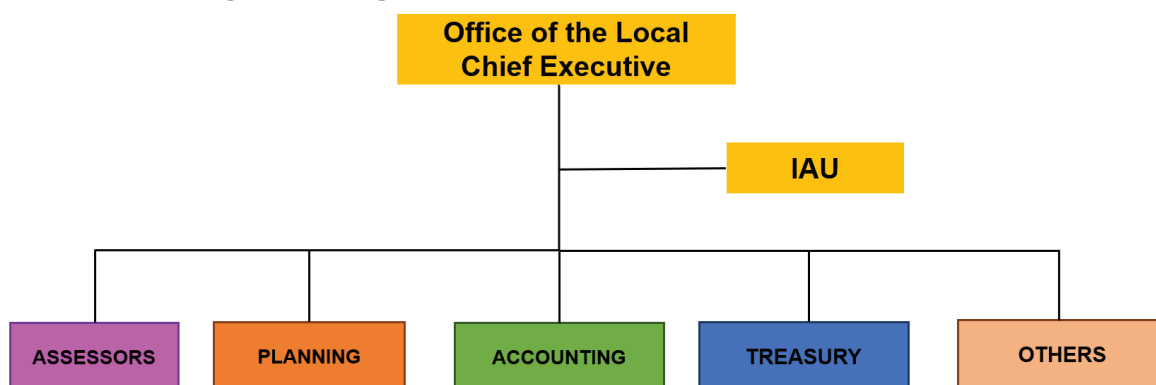 Office of the Local
Chief Executive
IAU
ASSESSORS
PLANNING
ACCOUNTING
TREASURY
OTHERS